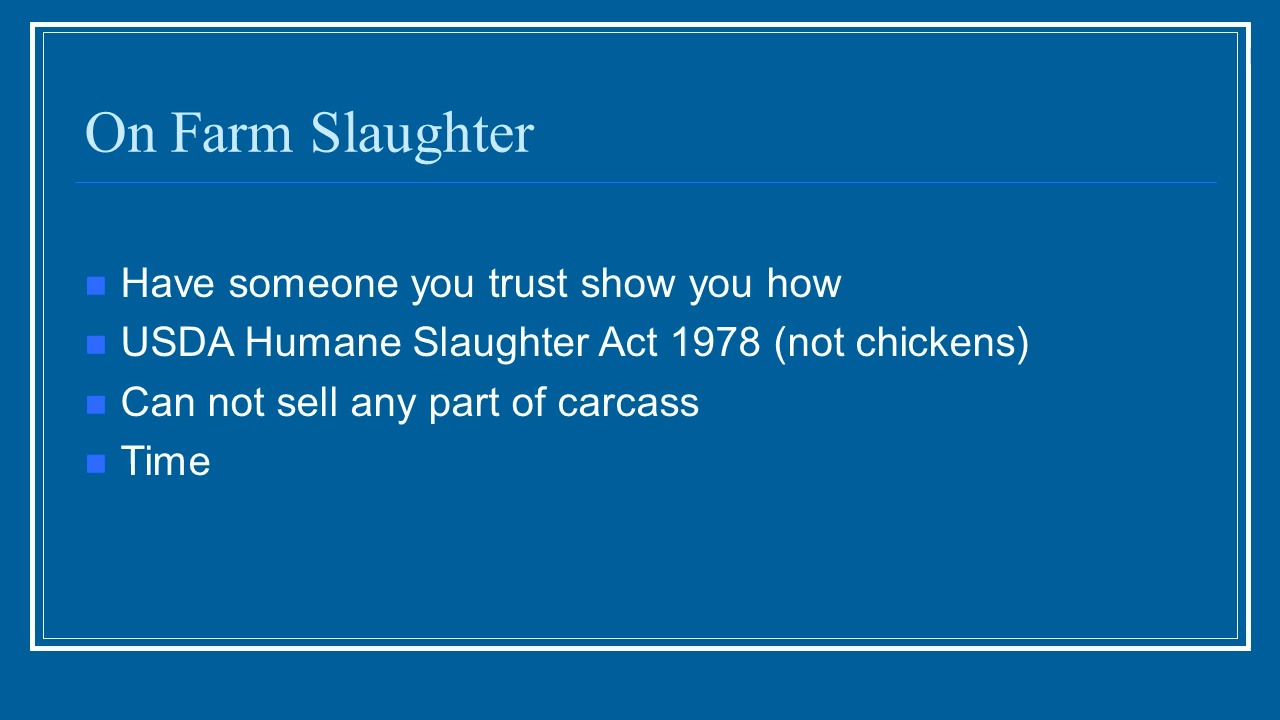 On Farm Slaughter
Have someone you trust show you how
USDA Humane Slaughter Act 1978 (not chickens)
Can not sell any part of carcass
Time